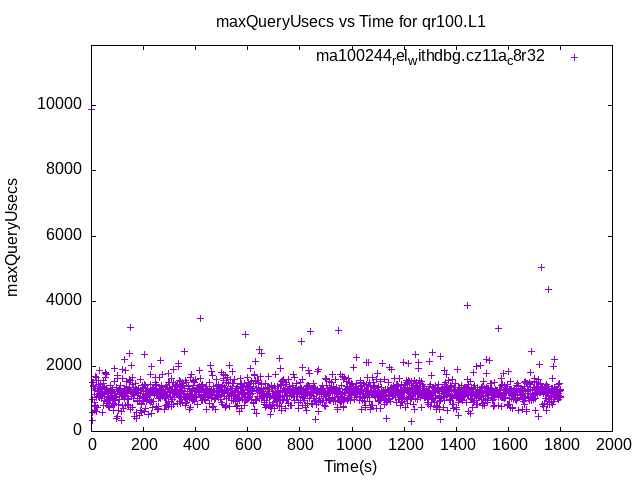 maxQueryUsecs vs Time for qr100.L1
ma100244relwithdbg.cz11ac8r32
10000
8000
6000
4000
2000
0
maxQueryUsecs
0 200 400 600 800 1000 1200 1400 1600 1800 2000
Time(s)